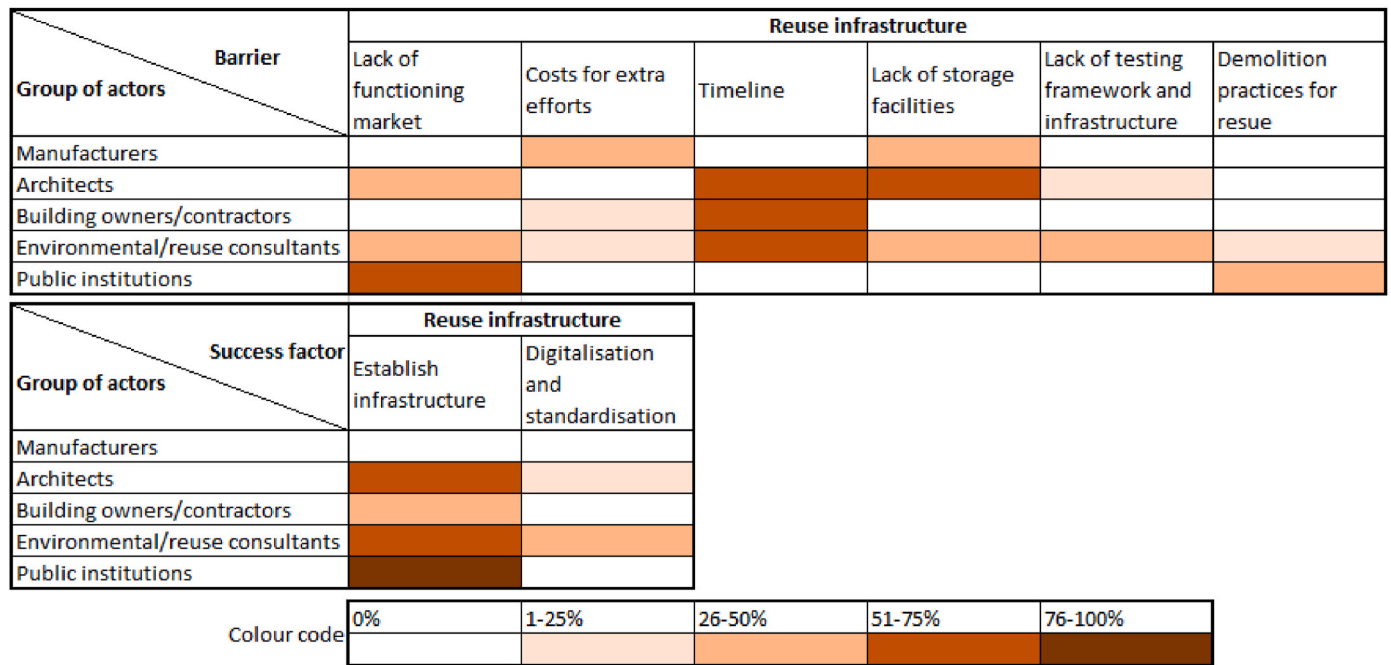 Reuse infrastructure
Barrier
Group of actors
Lack of
functioning
market
Costs for extra
efforts
Timeline
Lack of storage
facilities
Lack of testing
framework and
infrastructure
Demolition
practices for
resue
Manufacturers
Architects
Building owners/contractors
Environmental/reuse consultants
Public institutions
Reuse infrastructure
Success factor
Group of actors
Establish
infrastructure
Digitalisation
and
standardisation
Manufacturers
Architects
Building owners/contractors
Environmental/reuse consultants
Public institutions
Colour code
0%
1-25%
26-50%
51-75%
76-100%